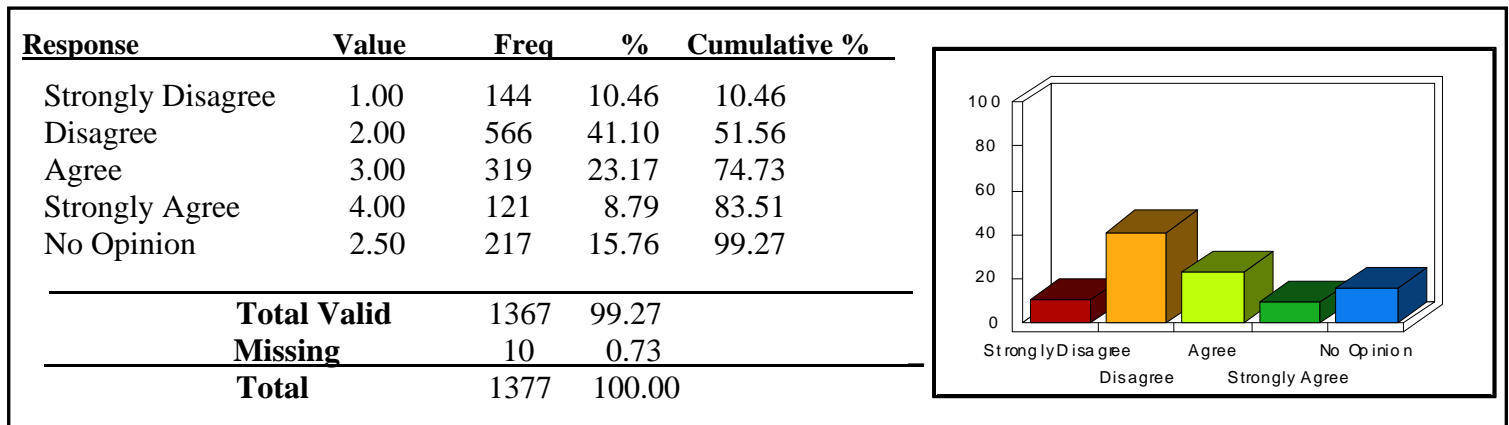 Response Value Freq % Cumulative %
Strongly Disagree 1.00 144 10.46 10.46
Disagree 2.00 566 41.10 51.56
Agree 3.00 319 23.17 74.73
Strongly Agree 4.00 121 8.79 83.51
No Opinion 2.50 217 15.76 99.27
Total Valid 1367 99.27
Missing 10 0.73
Total 1377 100.00
100
80
60
40
20
0
Strongly Disagree Agree No Opinion
Disagree Strongly Agree